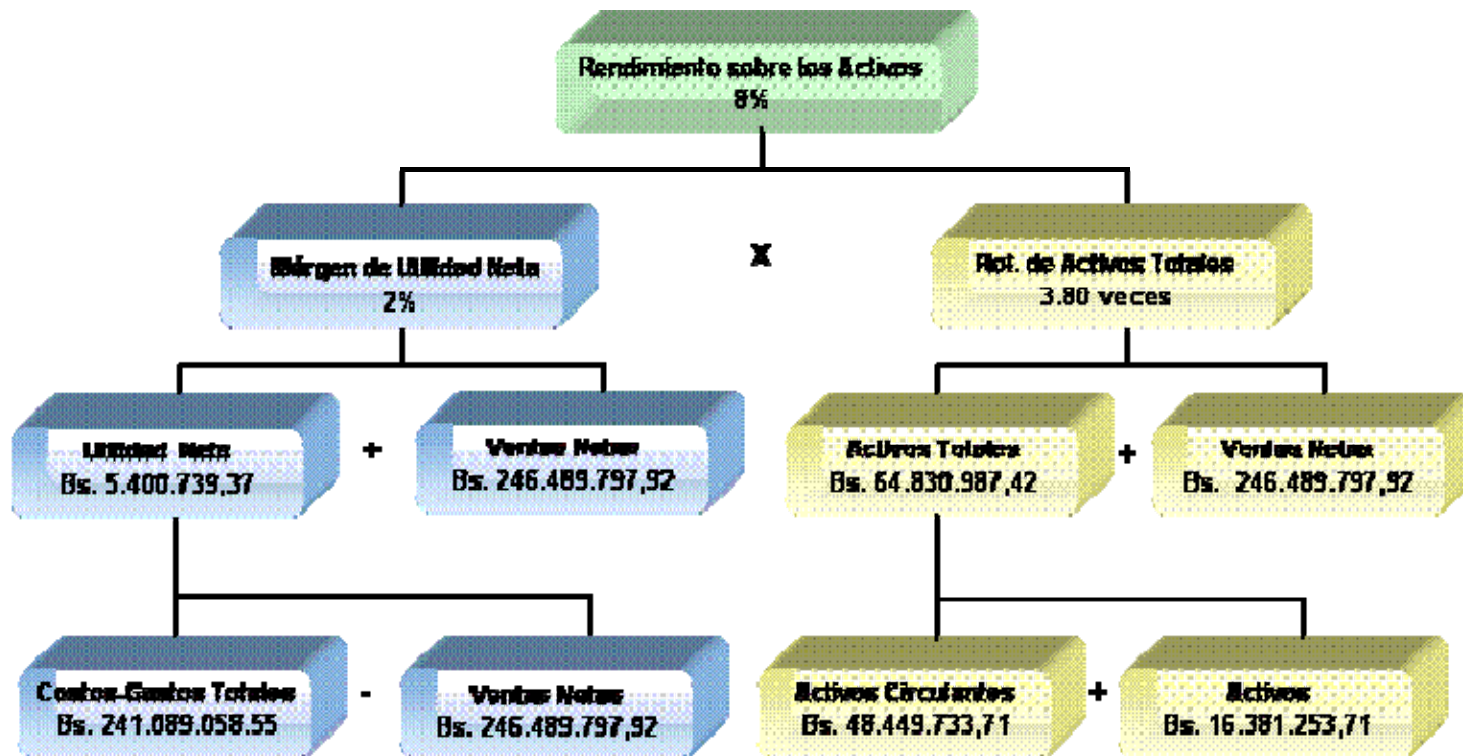 Rendimiento sobre los Activos
8%
Márgen de Utilidad Neta
2%
X
Rot. de Activos Totales
3.80 veces
Utilidad Neta
Bs. 5.400.739,37
+
Ventas Netas
Bs. 246.489.797,92
Activos Totales
Bs. 64.830.987,42
+
Ventas Netas
Bs. 246.489.797,92
Costos-Gastos Totales
Bs. 241.089.058.55
-
Ventas Netas
Bs. 246.489.797,92
Activos Circulantes
Bs. 48.449.733,71
+
Activos
Bs. 16.381.253,71